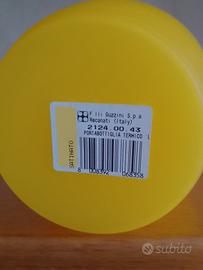 F.lli Guzzini S.p.a
Recanati (Italy)
2124 00 43
PORTABOTTIGLIA TERMICO L
SATINATO
8 008392 068358
subito